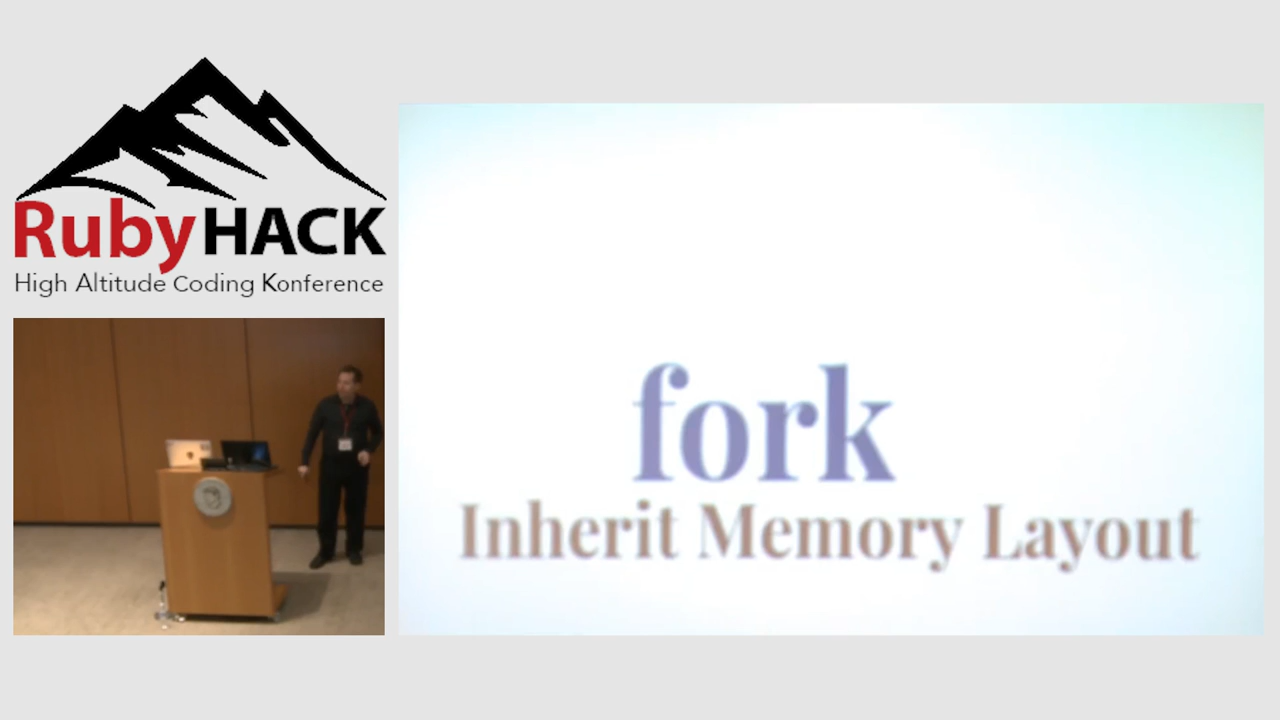 RubyHACK
High Altitude Coding Konference
fork
Inherit Memory Layout